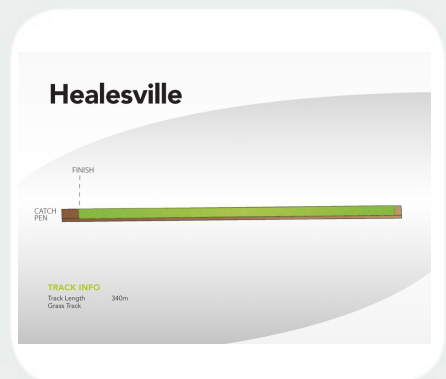 Healesville
FINISH
CATCH
PEN
TRACK INFO
Track Length 340m
Grass Track